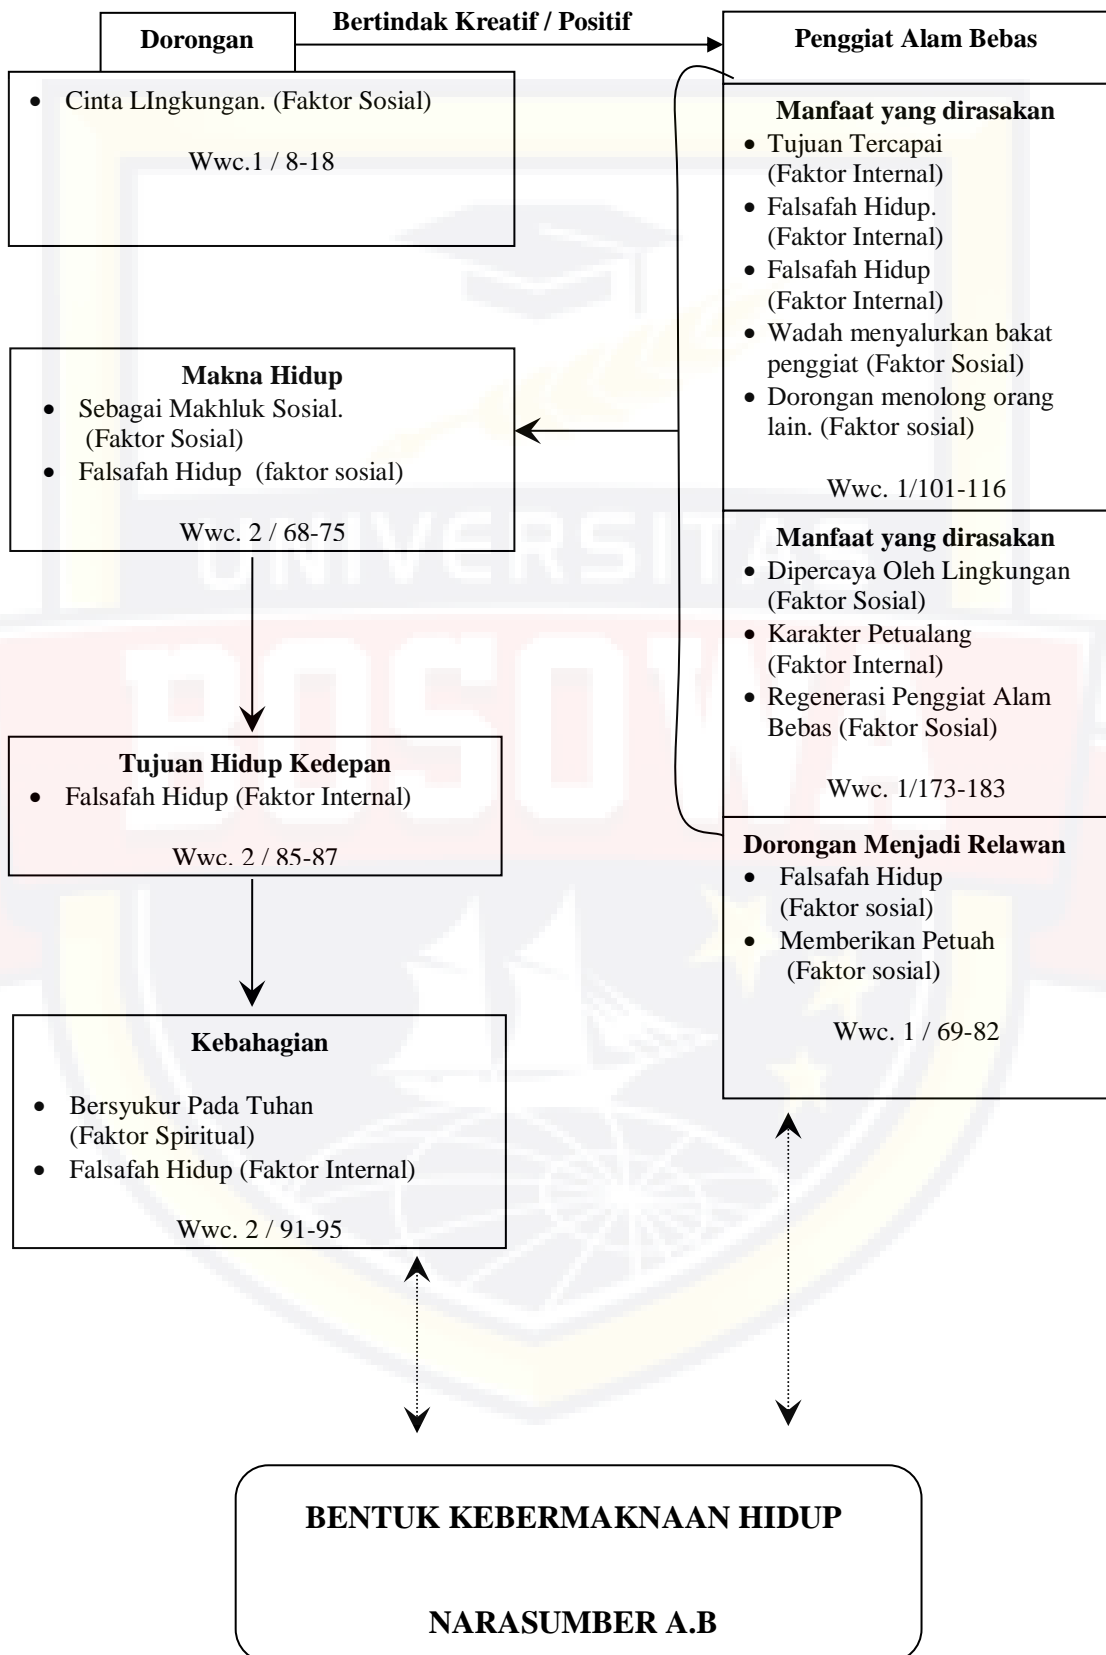 Bertindak Kreatif / Positif
Dorongan
• Cinta LIngkungan. (Faktor Sosial)
Wwc.1 / 8-18
Penggiat Alam Bebas
Manfaat yang dirasakan
• Tujuan Tercapai
(Faktor Internal)
• Falsafah Hidup.
(Faktor Internal)
• Falsafah Hidup
(Faktor Internal)
• Wadah menyalurkan bakat
penggiat (Faktor Sosial)
• Dorongan menolong orang
lain. (Faktor sosial)
Wwc. 1/101-116
Manfaat yang dirasakan
• Dipercaya Oleh Lingkungan
(Faktor Sosial)
• Karakter Petualang
(Faktor Internal)
• Regenerasi Penggiat Alam
Bebas (Faktor Sosial)
Wwc. 1/173-183
Dorongan Menjadi Relawan
• Falsafah Hidup
(Faktor sosial)
• Memberikan Petuah
(Faktor sosial)
Wwc. 1 / 69-82
Makna Hidup
• Sebagai Makhluk Sosial.
(Faktor Sosial)
• Falsafah Hidup (faktor sosial)
Wwc. 2 / 68-75
Tujuan Hidup Kedepan
• Falsafah Hidup (Faktor Internal)
Wwc. 2 / 85-87
Kebahagian
• Bersyukur Pada Tuhan
(Faktor Spiritual)
• Falsafah Hidup (Faktor Internal)
Wwc. 2 / 91-95
BENTUK KEBERMAKNAAN HIDUP
NARASUMBER A.B
UNIVERSITAS
BOSOWA